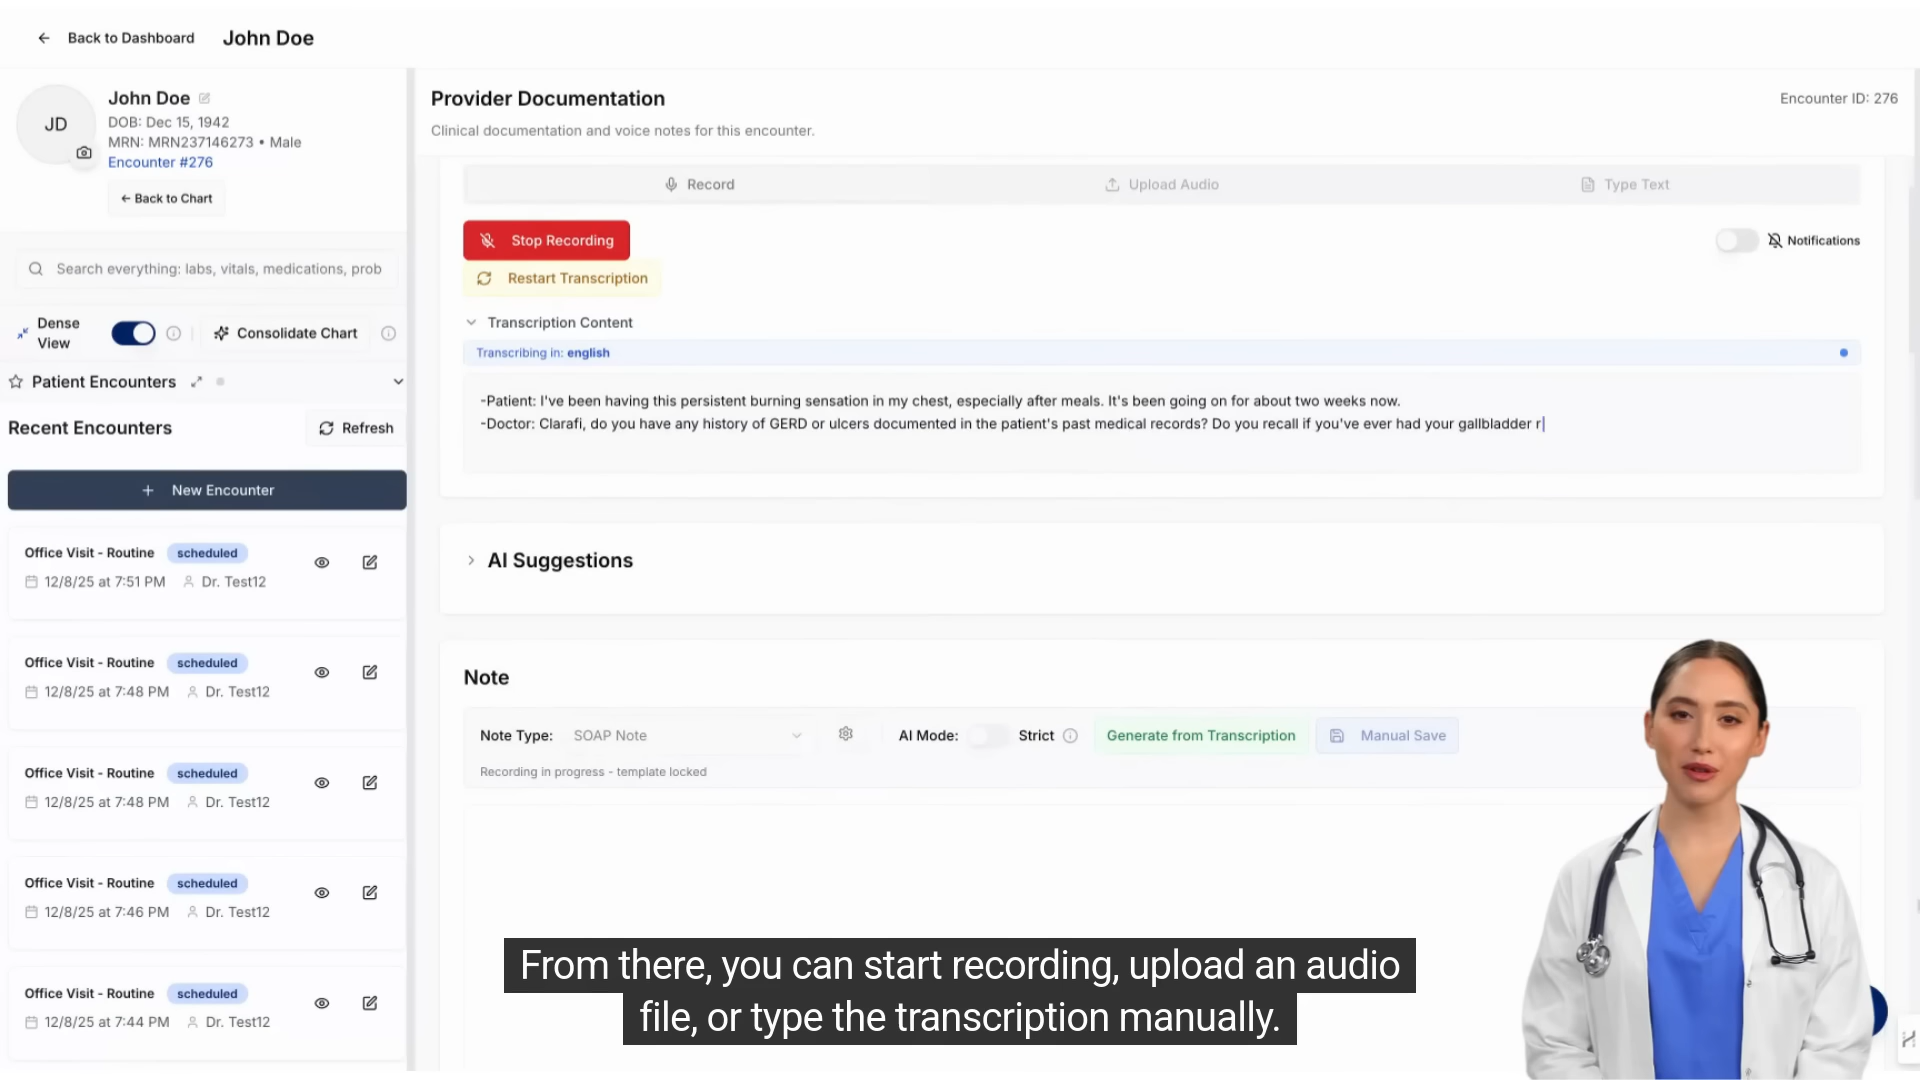 Back to Dashboard
John Doe
JD
John Doe
DOB: Dec 15, 1942
MRN: MRN237146273 • Male
Encounter #276
← Back to Chart
Search everything: labs, vitals, medications, prob
Dense View
Consolidate Chart
Patient Encounters
Recent Encounters
Refresh
+ New Encounter
Office Visit - Routine scheduled
12/8/25 at 7:51 PM Dr. Test12
Office Visit - Routine scheduled
12/8/25 at 7:48 PM Dr. Test12
Office Visit - Routine scheduled
12/8/25 at 7:48 PM Dr. Test12
Office Visit - Routine scheduled
12/8/25 at 7:46 PM Dr. Test12
Office Visit - Routine scheduled
12/8/25 at 7:44 PM Dr. Test12
Provider Documentation
Encounter ID: 276
Clinical documentation and voice notes for this encounter.
Record
Upload Audio
Type Text
Stop Recording
Notifications
Restart Transcription
Transcription Content
Transcribing in: english
-Patient: I've been having this persistent burning sensation in my chest, especially after meals. It's been going on for about two weeks now.
-Doctor: Clarafi, do you have any history of GERD or ulcers documented in the patient's past medical records? Do you recall if you've ever had your gallbladder r
AI Suggestions
Note
Note Type: SOAP Note
AI Mode: Strict
Generate from Transcription
Manual Save
Recording in progress - template locked
From there, you can start recording, upload an audio
file, or type the transcription manually.